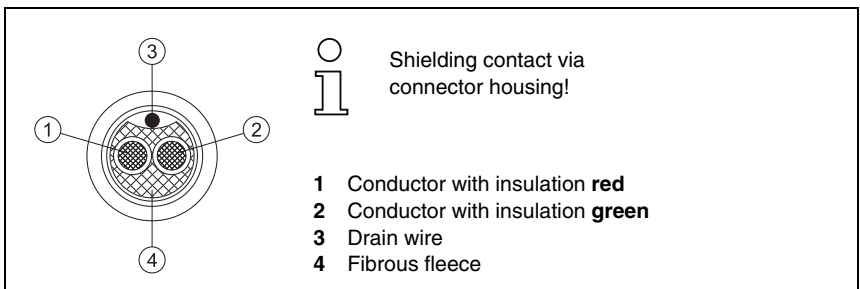 3
1
2
4
Shielding contact via
connector housing!
1 Conductor with insulation red
2 Conductor with insulation green
3 Drain wire
4 Fibrous fleece